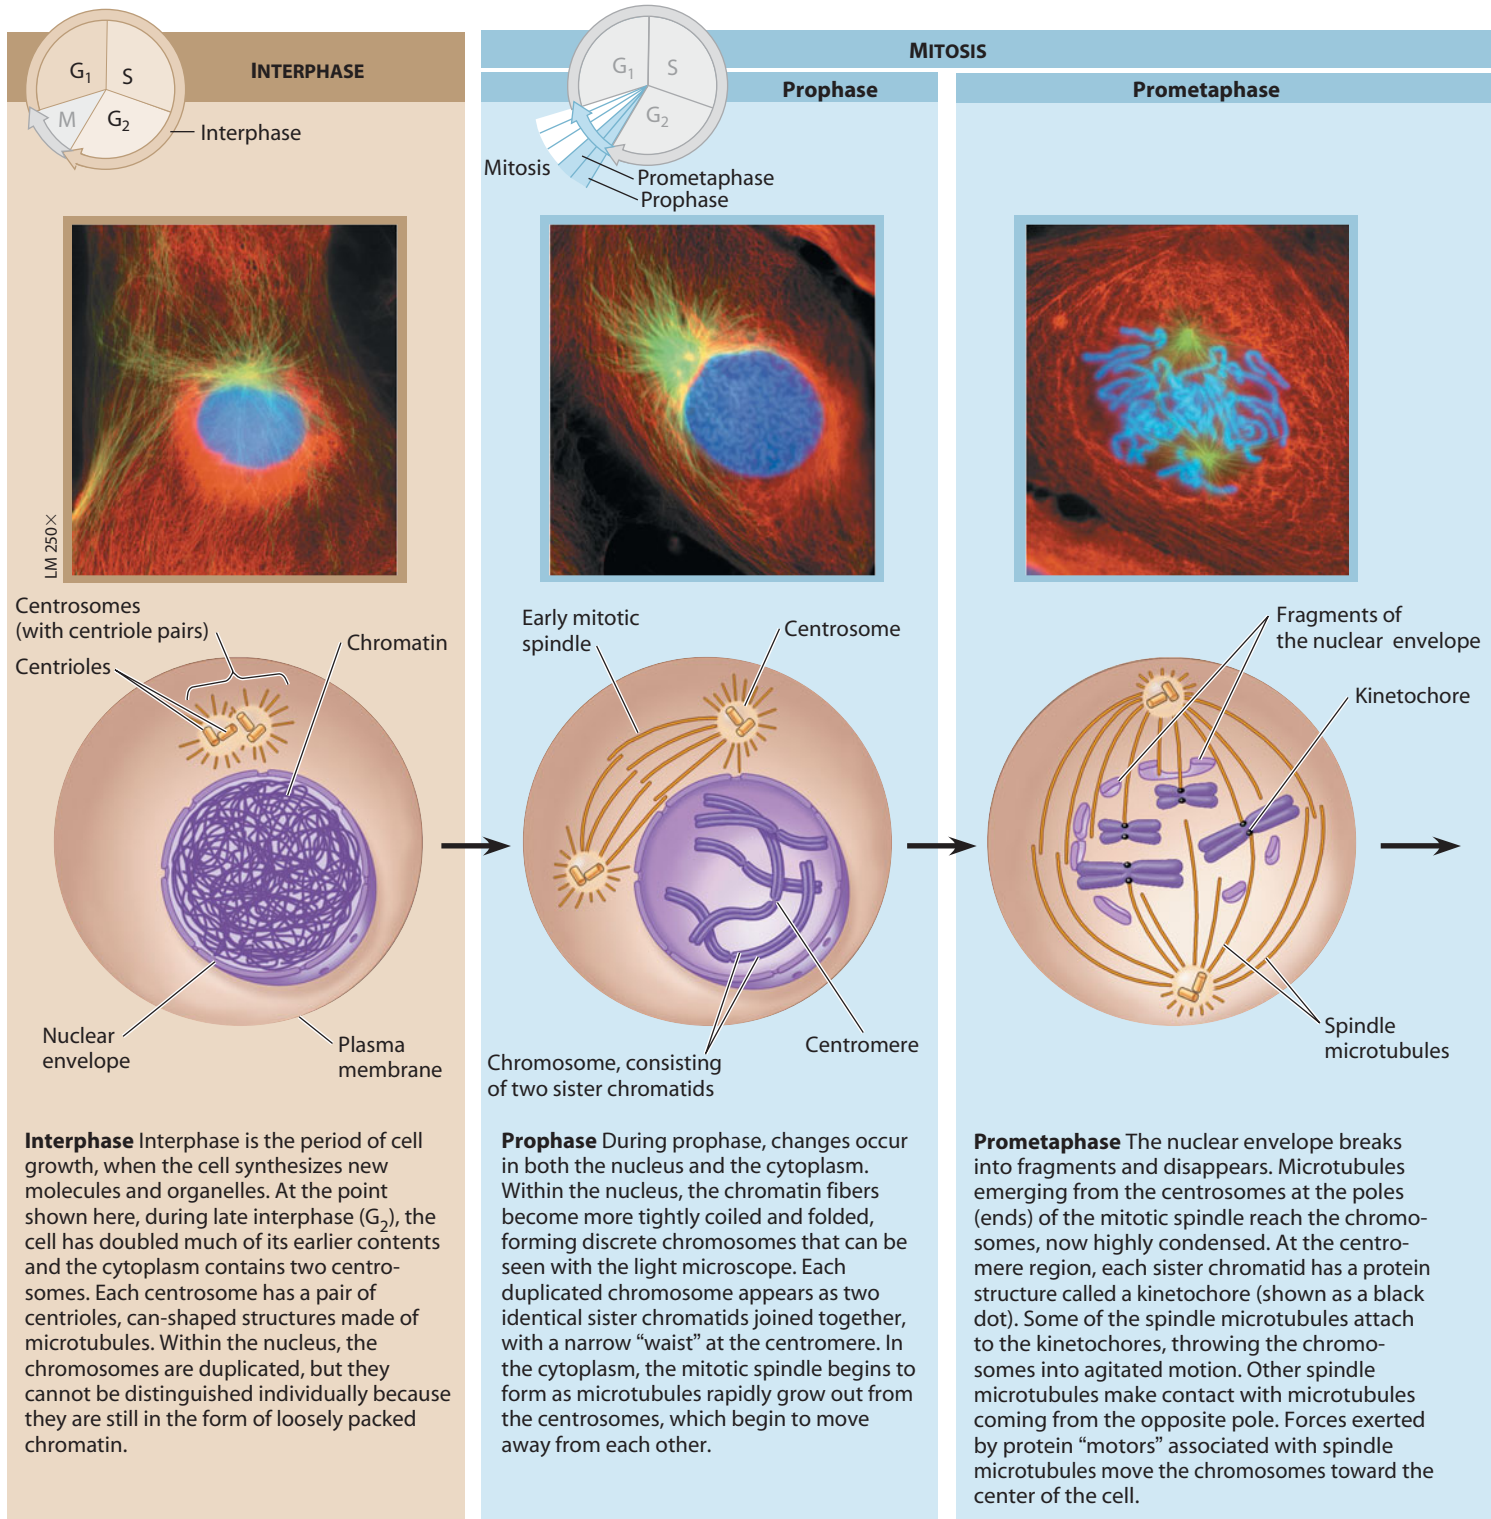 INTERPHASE
G1
S
M
G2
Interphase
LM 250×
Centrosomes
(with centriole pairs)
Centrioles
Chromatin
Nuclear
envelope
Plasma
membrane
Interphase Interphase is the period of cell
growth, when the cell synthesizes new
molecules and organelles. At the point
shown here, during late interphase (G2), the
cell has doubled much of its earlier contents
and the cytoplasm contains two centro-
somes. Each centrosome has a pair of
centrioles, can-shaped structures made of
microtubules. Within the nucleus, the
chromosomes are duplicated, but they
cannot be distinguished individually because
they are still in the form of loosely packed
chromatin.
MITOSIS
Prophase
G1
S
G2
Mitosis
Prometaphase
Prophase
Early mitotic
spindle
Centrosome
Centromere
Chromosome, consisting
of two sister chromatids
Prophase During prophase, changes occur
in both the nucleus and the cytoplasm.
Within the nucleus, the chromatin fibers
become more tightly coiled and folded,
forming discrete chromosomes that can be
seen with the light microscope. Each
duplicated chromosome appears as two
identical sister chromatids joined together,
with a narrow “waist” at the centromere. In
the cytoplasm, the mitotic spindle begins to
form as microtubules rapidly grow out from
the centrosomes, which begin to move
away from each other.
Prometaphase
Fragments of
the nuclear envelope
Kinetochore
Spindle
microtubules
Prometaphase The nuclear envelope breaks
into fragments and disappears. Microtubules
emerging from the centrosomes at the poles
(ends) of the mitotic spindle reach the chromo-
somes, now highly condensed. At the centro-
mere region, each sister chromatid has a protein
structure called a kinetochore (shown as a black
dot). Some of the spindle microtubules attach
to the kinetochores, throwing the chromo-
somes into agitated motion. Other spindle
microtubules make contact with microtubules
coming from the opposite pole. Forces exerted
by protein “motors” associated with spindle
microtubules move the chromosomes toward the
center of the cell.